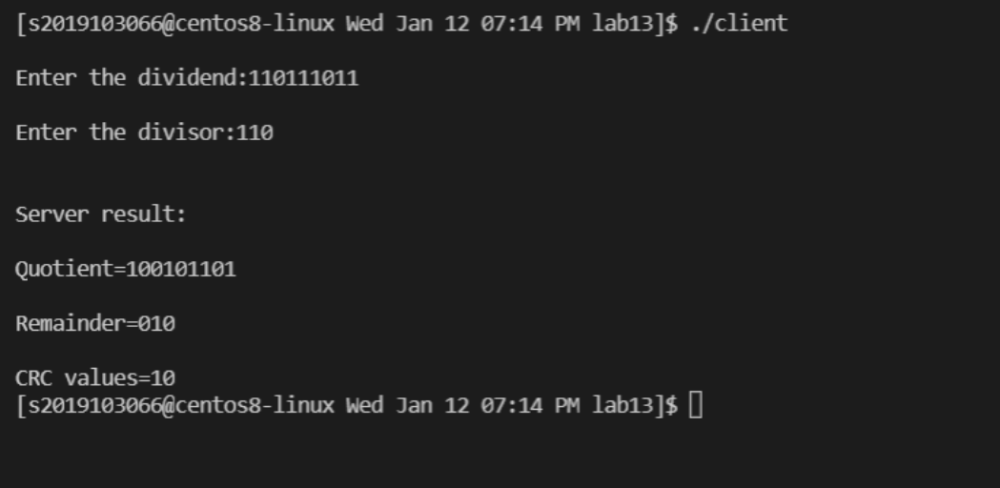 [s2019103066@centos8-linux Wed Jan 12 07:14 PM lab13]$ ./client
Enter the dividend:110111011
Enter the divisor:110
Server result:
Quotient=100101101
Remainder=010
CRC values=10
[s2019103066@centos8-linux Wed Jan 12 07:14 PM lab13]$